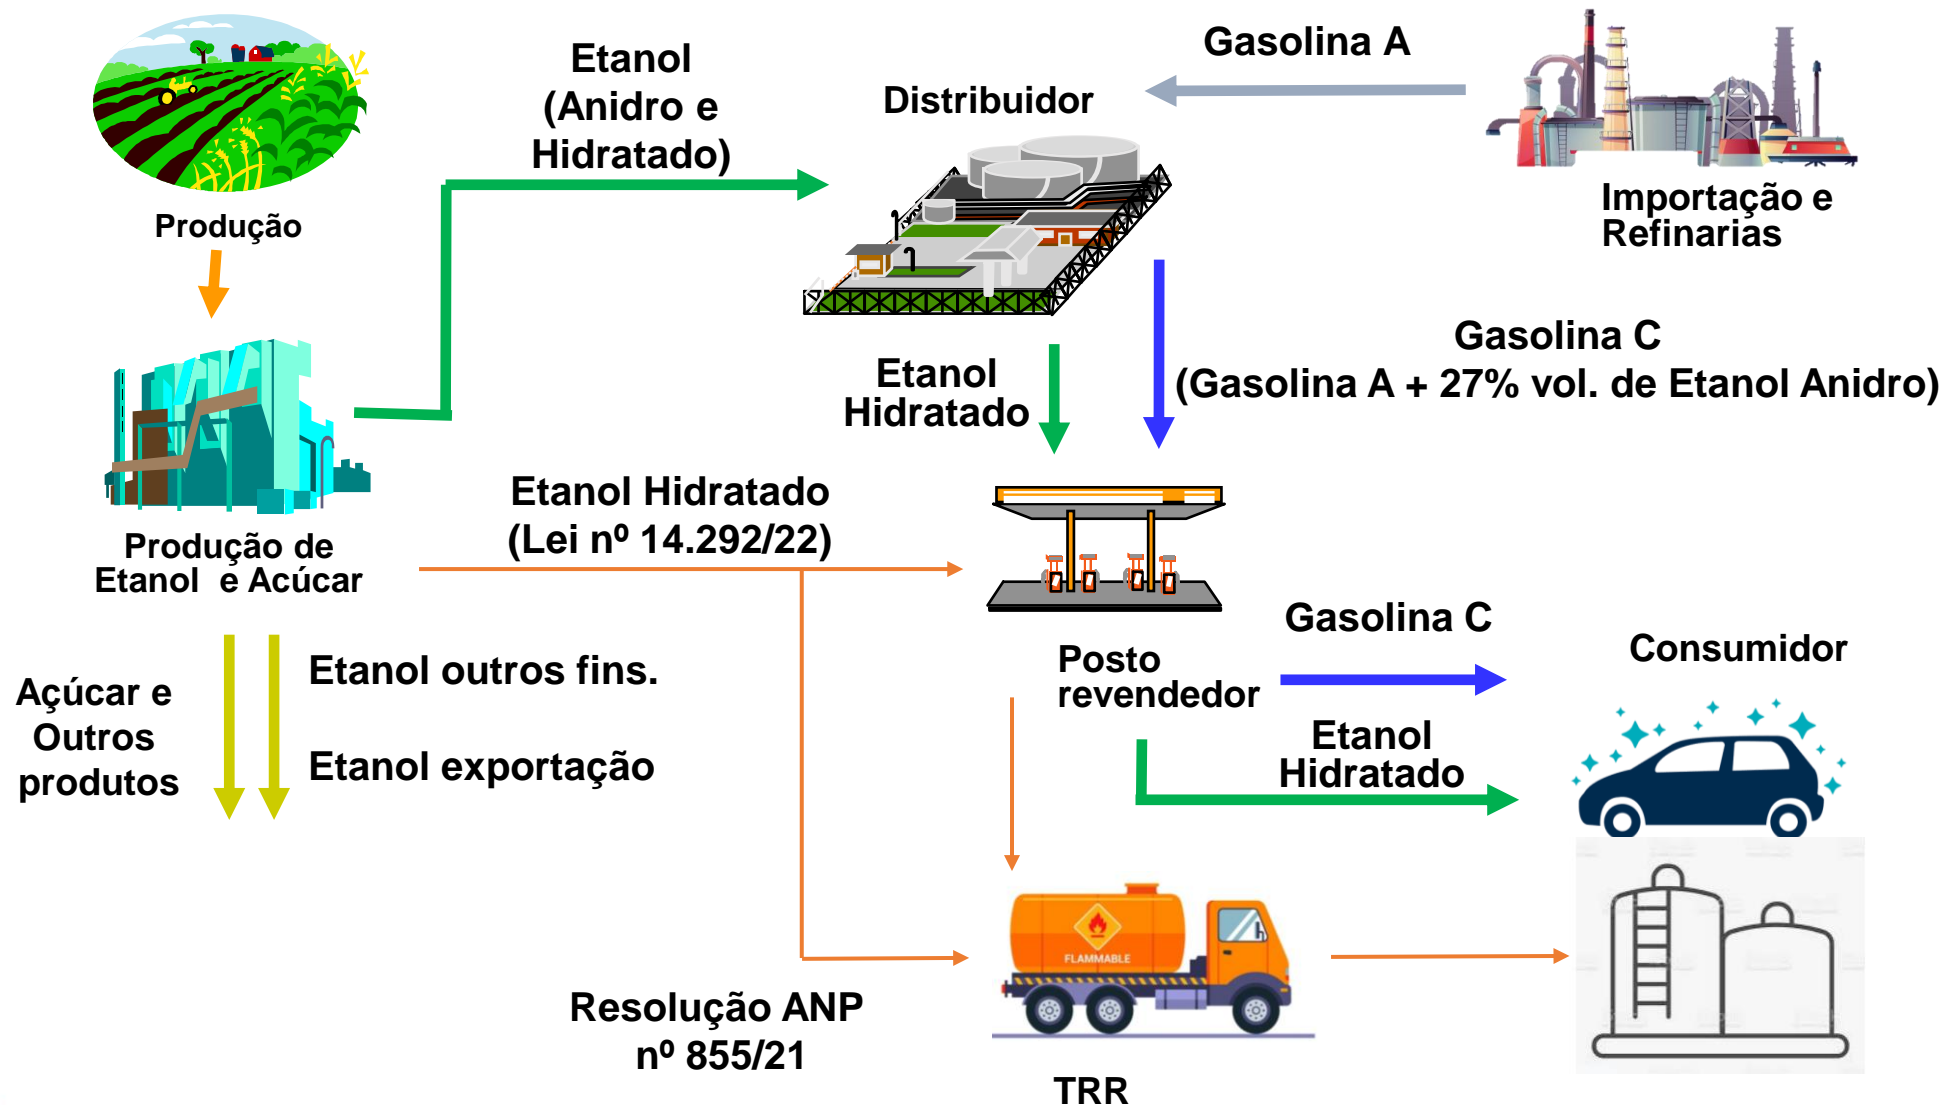 Etanol
(Anidro e
Hidratado)
Gasolina A
Distribuidor
Importação e
Refinarias
Produção
Gasolina C
(Gasolina A + 27% vol. de Etanol Anidro)
Etanol
Hidratado
Etanol Hidratado
(Lei nº 14.292/22)
Produção de
Etanol e Acúcar
Açúcar e
Outros
produtos
Etanol outros fins.
Etanol exportação
Posto
revendedor
Gasolina C
Consumidor
Etanol
Hidratado
FLAMMABLE
Resolução ANP
nº 855/21
TRR